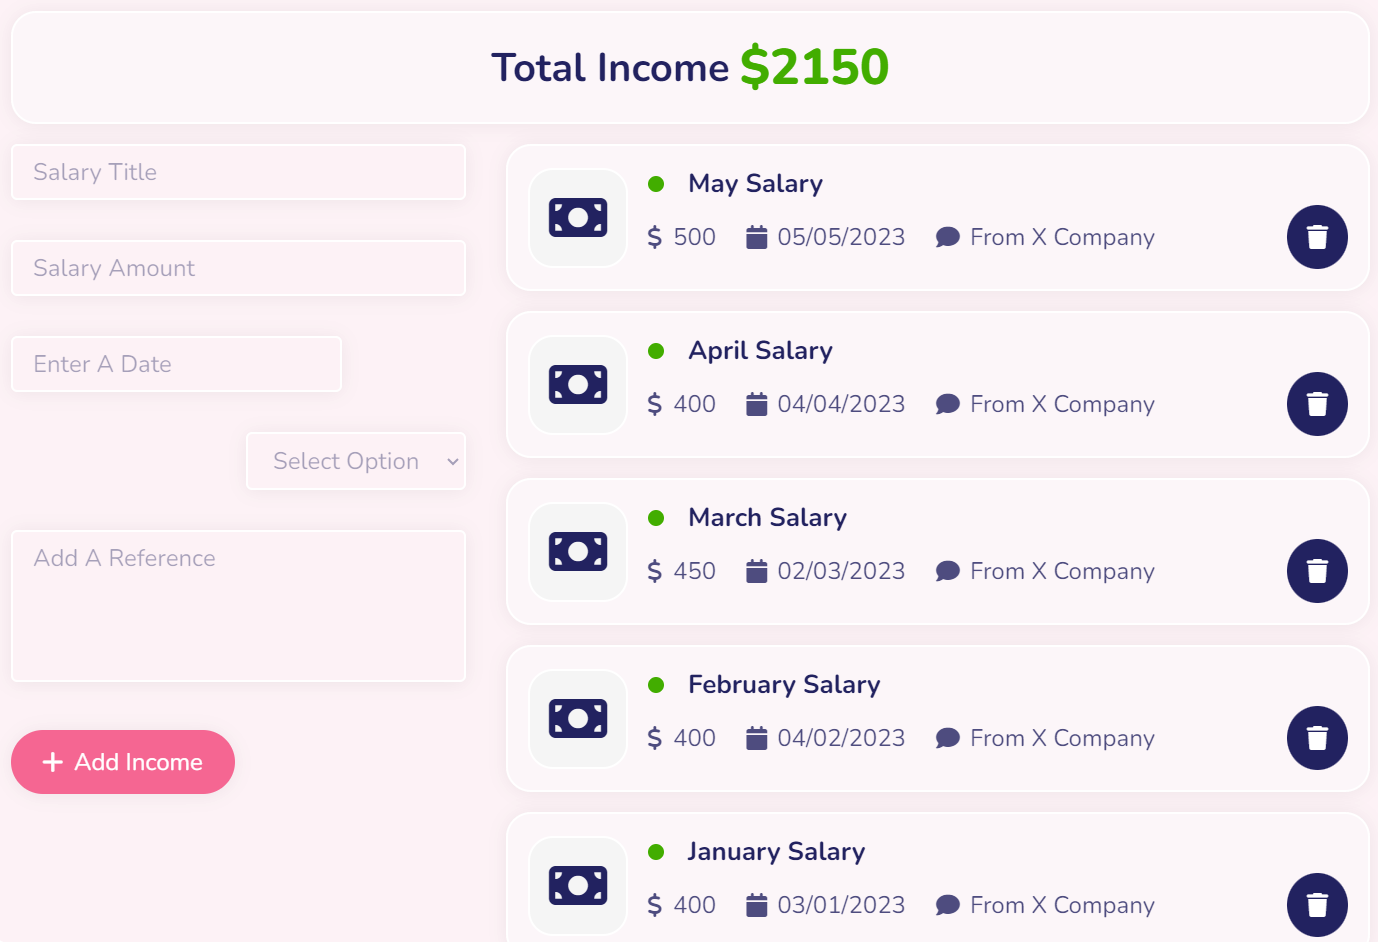 Total Income $2150
Salary Title
Salary Amount
Enter A Date
Select Option
Add A Reference
+ Add Income
May Salary
$ 500 05/05/2023 From X Company
April Salary
$ 400 04/04/2023 From X Company
March Salary
$ 450 02/03/2023 From X Company
February Salary
$ 400 04/02/2023 From X Company
January Salary
$ 400 03/01/2023 From X Company